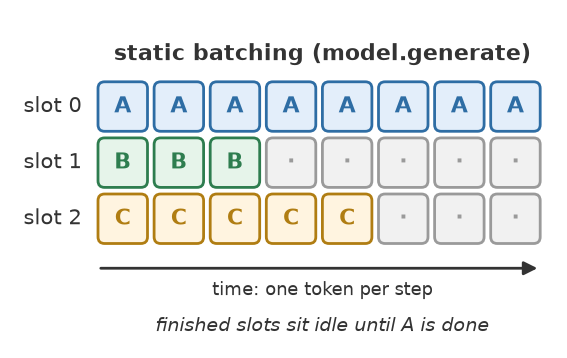 static batching (model.generate)
slot 0 A A A A A A A A
slot 1 B B B · · · · ·
slot 2 C C C C C · · ·
time: one token per step
finished slots sit idle until A is done